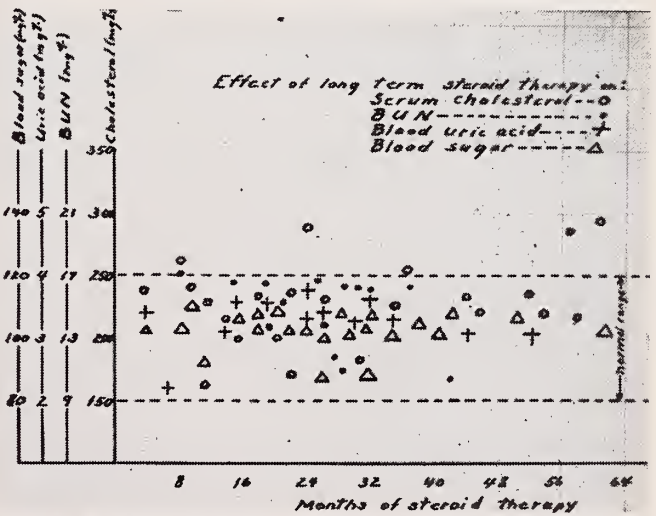 Blood sugar (mg%)
Uric acid (mg%)
BUN (mg%)
Cholesterol (mg%)
Effect of long term steroid therapy on:
Serum Cholesterol---o
BUN---•
Blood uric acid---+
Blood sugar---△
350
140 5 21 300
120 4 17 250
100 3 13 200
80 2 9 150
normal range
8 16 24 32 40 48 56 64
Months of steroid therapy